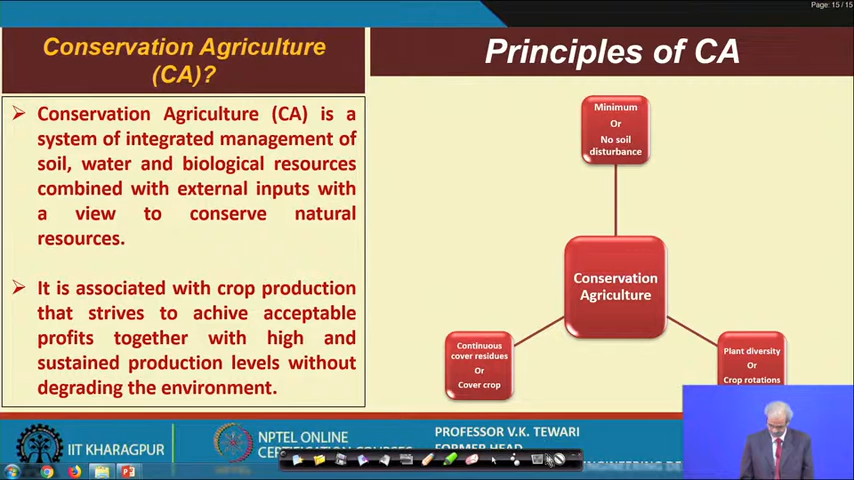 Page: 15 / 15
Conservation Agriculture
(CA)?
Principles of CA
Conservation Agriculture (CA) is a
system of integrated management of
soil, water and biological resources
combined with external inputs with
a view to conserve natural
resources.
It is associated with crop production
that strives to achive acceptable
profits together with high and
sustained production levels without
degrading the environment.
Minimum
Or
No soil
disturbance
Conservation
Agriculture
Continuous
cover residues
Or
Cover crop
Plant diversity
Or
Crop rotations
IIT KHARAGPUR
NPTEL ONLINE
CERTIFICATION COURSES
PROFESSOR V.K. TEWARI
FORMER HEAD